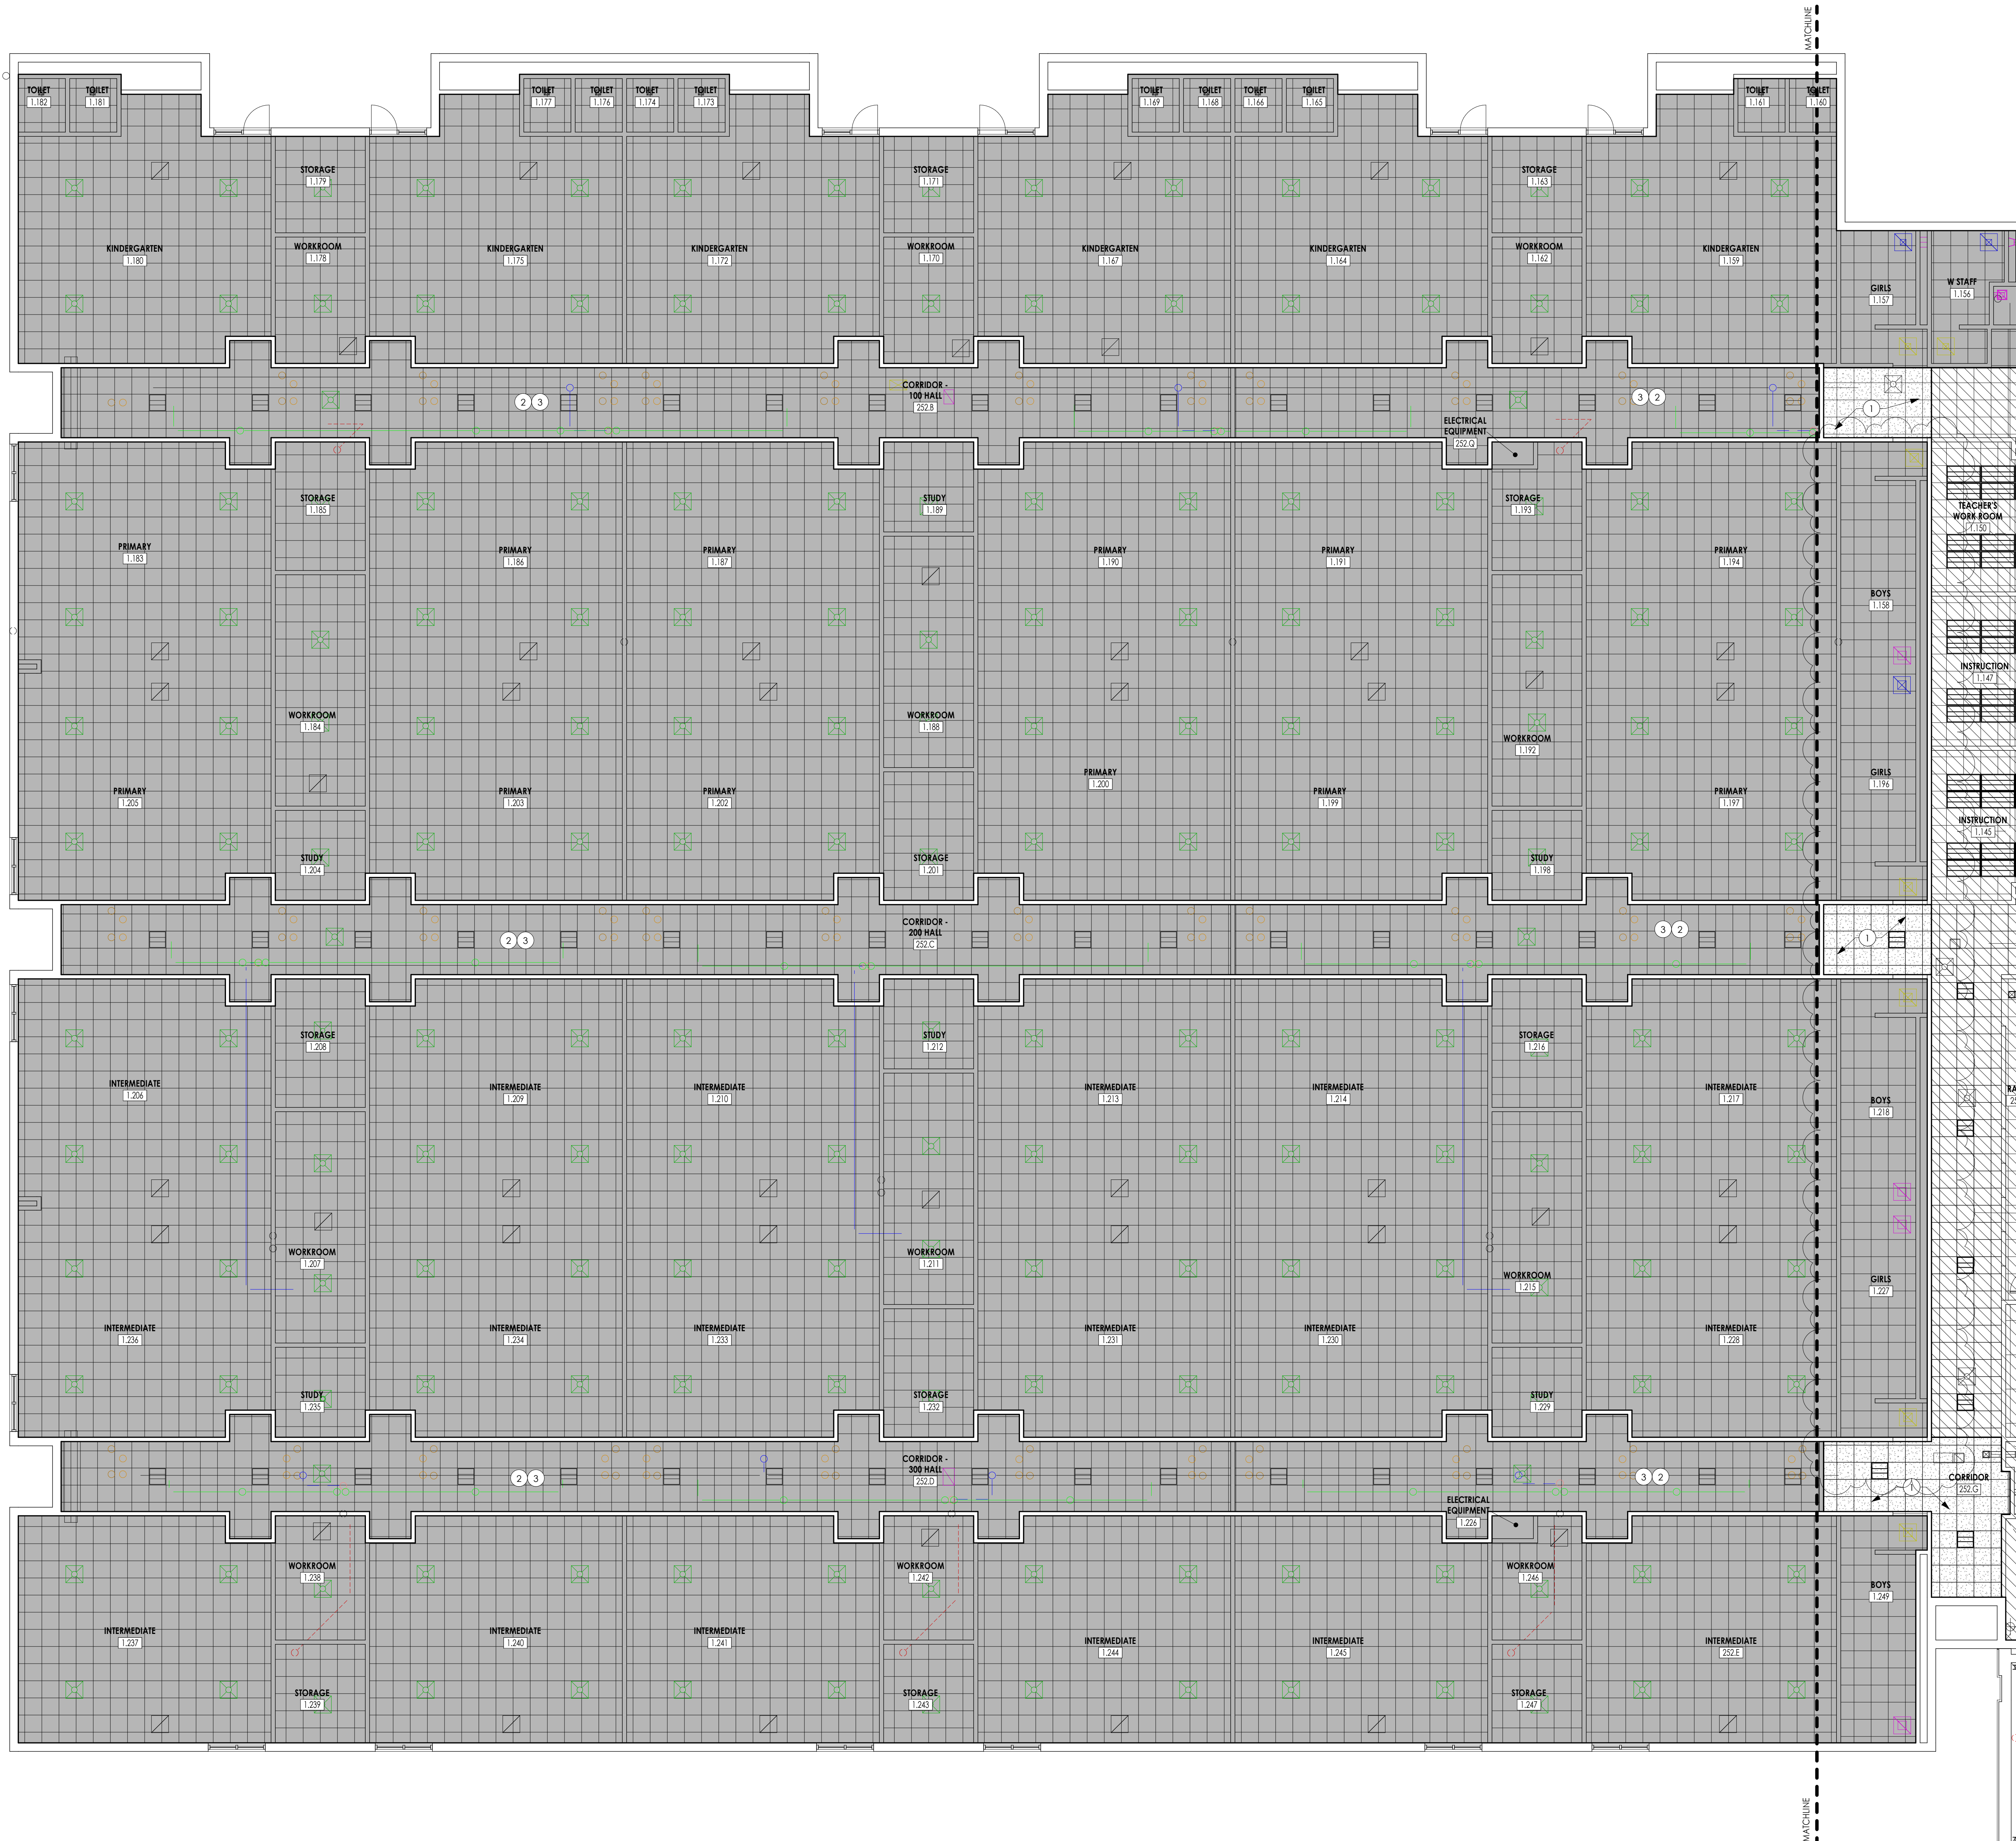 MATCHLINE
TOILET
1.182
TOILET
1.181
TOILET
1.177
TOILET
1.176
TOILET
1.174
TOILET
1.173
TOILET
1.169
TOILET
1.168
TOILET
1.166
TOILET
1.165
TOILET
1.161
TOILET
1.160
STORAGE
1.179
STORAGE
1.171
STORAGE
1.163
KINDERGARTEN
1.180
WORKROOM
1.178
KINDERGARTEN
1.175
KINDERGARTEN
1.172
WORKROOM
1.170
KINDERGARTEN
1.167
KINDERGARTEN
1.164
WORKROOM
1.162
KINDERGARTEN
1.159
GIRLS
1.157
W STAFF
1.156
2 3
CORRIDOR -
100 HALL
252.B
3 2
1
ELECTRICAL
EQUIPMENT
252.Q
STORAGE
1.185
STUDY
1.189
STORAGE
1.193
TEACHER'S
WORK ROOM
1.150
PRIMARY
1.183
PRIMARY
1.186
PRIMARY
1.187
PRIMARY
1.190
PRIMARY
1.191
PRIMARY
1.194
BOYS
1.158
INSTRUCTION
1.147
WORKROOM
1.184
WORKROOM
1.188
WORKROOM
1.192
PRIMARY
1.205
PRIMARY
1.203
PRIMARY
1.202
PRIMARY
1.200
PRIMARY
1.199
PRIMARY
1.197
GIRLS
1.196
INSTRUCTION
1.145
STUDY
1.204
STORAGE
1.201
STUDY
1.198
2 3
CORRIDOR -
200 HALL
252.C
3 2
1
STORAGE
1.208
STUDY
1.212
STORAGE
1.216
INTERMEDIATE
1.206
INTERMEDIATE
1.209
INTERMEDIATE
1.210
INTERMEDIATE
1.213
INTERMEDIATE
1.214
INTERMEDIATE
1.217
BOYS
1.218
WORKROOM
1.207
WORKROOM
1.211
WORKROOM
1.215
GIRLS
1.227
INTERMEDIATE
1.236
INTERMEDIATE
1.234
INTERMEDIATE
1.233
INTERMEDIATE
1.231
INTERMEDIATE
1.230
INTERMEDIATE
1.228
STUDY
1.235
STORAGE
1.232
STUDY
1.229
2 3
CORRIDOR -
300 HALL
252.D
3 2
1
CORRIDOR
252.G
ELECTRICAL
EQUIPMENT
1.226
WORKROOM
1.238
WORKROOM
1.242
WORKROOM
1.246
BOYS
1.249
INTERMEDIATE
1.237
INTERMEDIATE
1.240
INTERMEDIATE
1.241
INTERMEDIATE
1.244
INTERMEDIATE
1.245
INTERMEDIATE
252.E
STORAGE
1.239
STORAGE
1.243
STORAGE
1.247
MATCHLINE